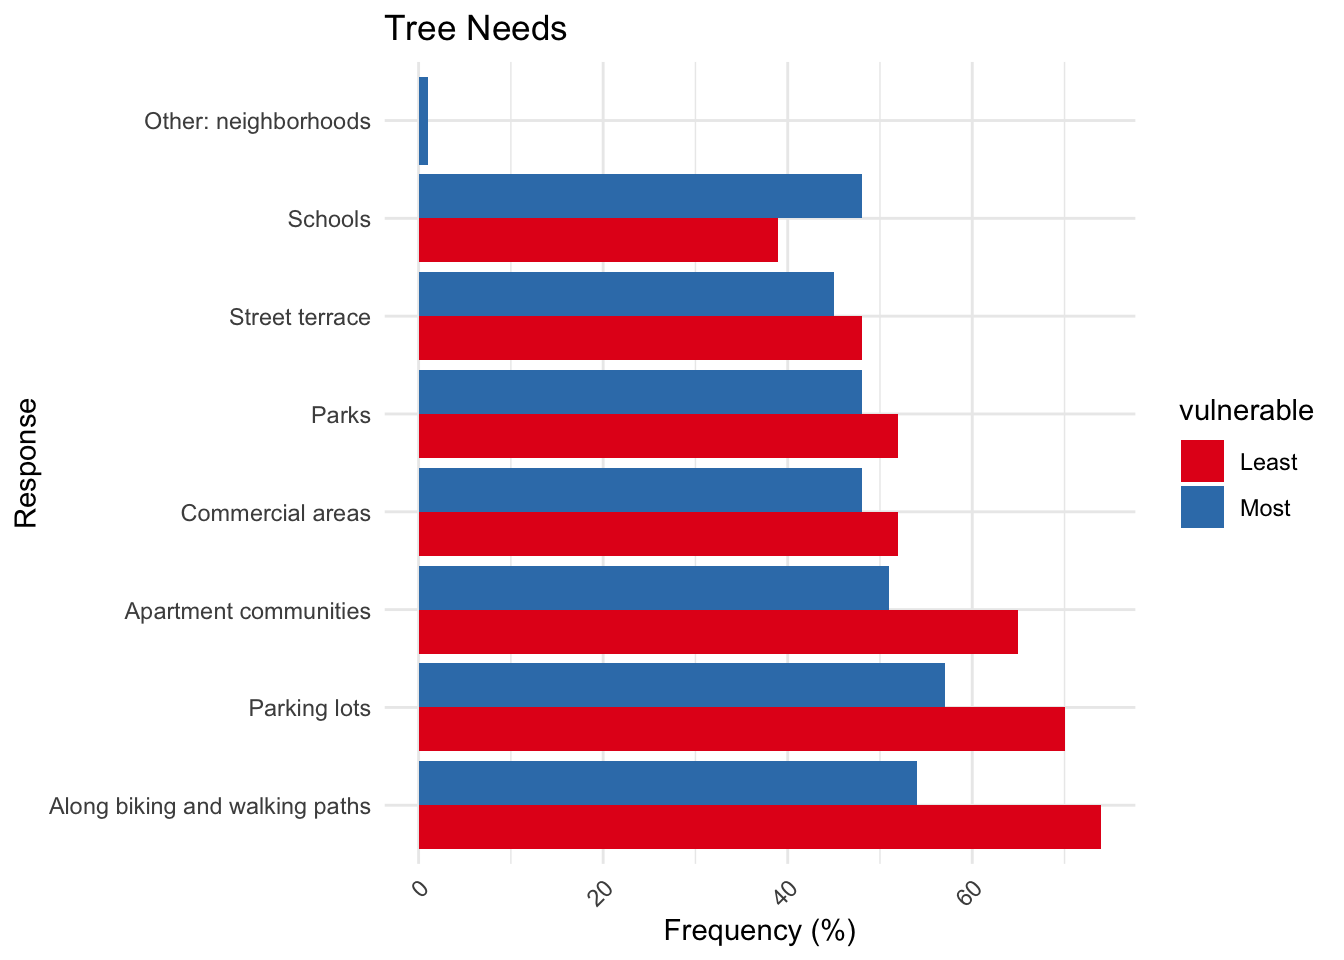 Tree Needs
Other: neighborhoods
Schools
Street terrace
Parks
Commercial areas
Apartment communities
Parking lots
Along biking and walking paths
Response
0
20
40
60
Frequency (%)
vulnerable
Least
Most